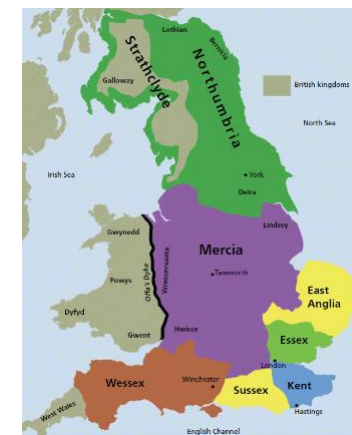 Lothian
Bernicia
Strathclyde
Northumbria
Galloway
British kingdoms
North Sea
Irish Sea
York
Deira
Lindsey
Gwynedd
Mercia
Offa's Dyke
Tamworth
Powys
East
Anglia
Dyfyd
Hwicce
Essex
Gwent
London
Wessex
Winchester
Sussex
Kent
West Wales
Hastings
English Channel